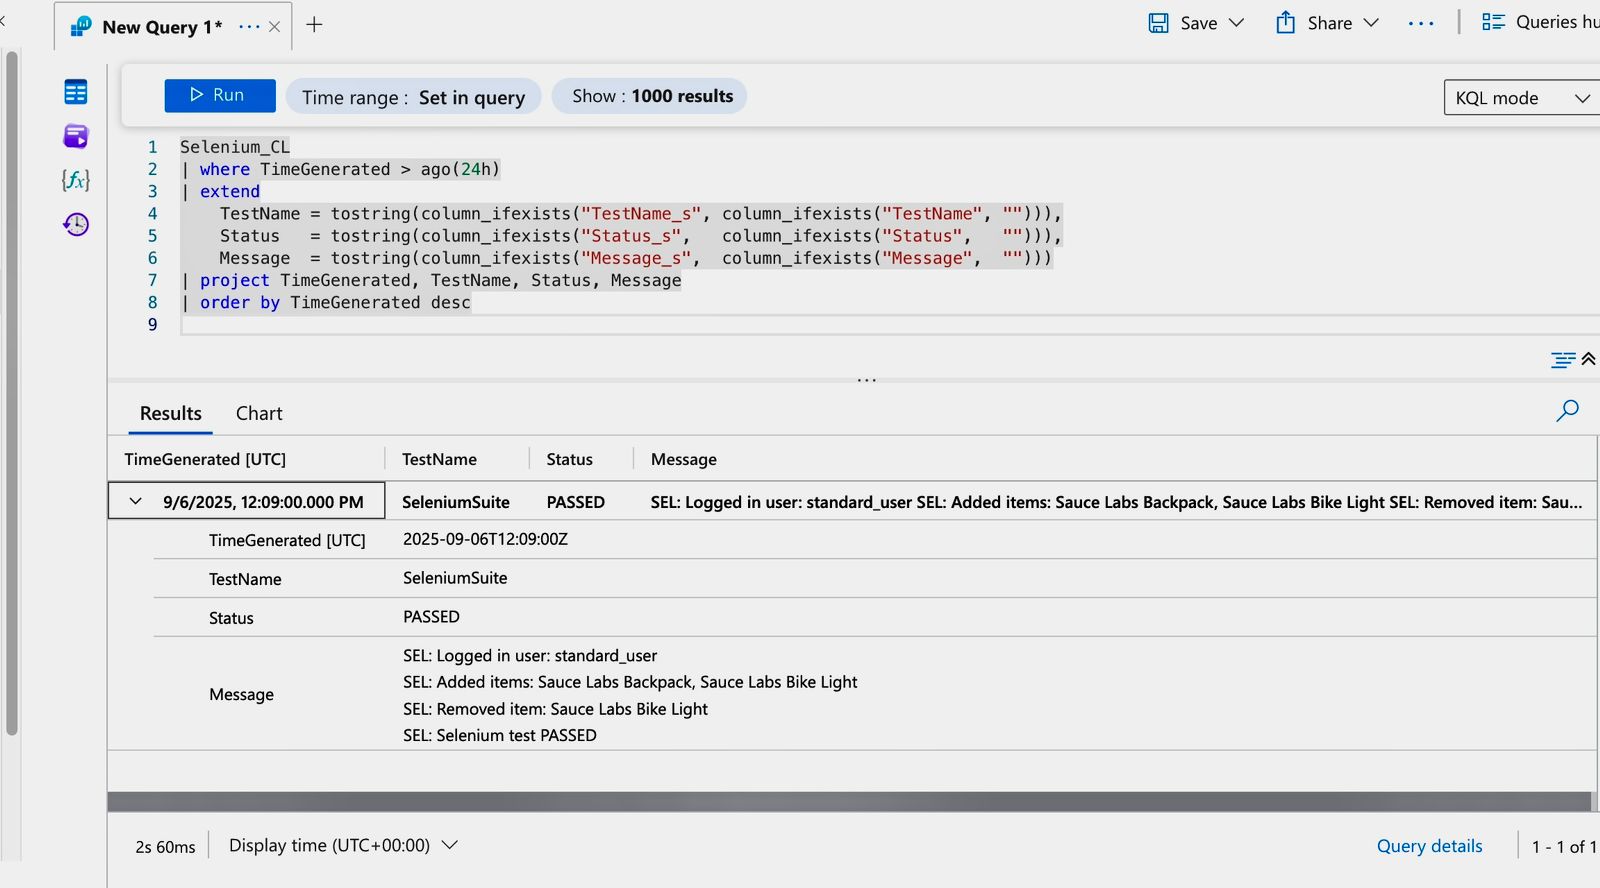 New Query 1* ···
Save
Share
···
Queries hu
Run
Time range : Set in query
Show : 1000 results
KQL mode
1 Selenium_CL
2 | where TimeGenerated > ago(24h)
3 | extend
4 TestName = tostring(column_ifexists("TestName_s", column_ifexists("TestName", ""))),
5 Status = tostring(column_ifexists("Status_s", column_ifexists("Status", ""))),
6 Message = tostring(column_ifexists("Message_s", column_ifexists("Message", "")))
7 | project TimeGenerated, TestName, Status, Message
8 | order by TimeGenerated desc
9
Results Chart
TimeGenerated [UTC] TestName Status Message
9/6/2025, 12:09:00.000 PM SeleniumSuite PASSED SEL: Logged in user: standard_user SEL: Added items: Sauce Labs Backpack, Sauce Labs Bike Light SEL: Removed item: Sau...
TimeGenerated [UTC] 2025-09-06T12:09:00Z
TestName SeleniumSuite
Status PASSED
Message
SEL: Logged in user: standard_user
SEL: Added items: Sauce Labs Backpack, Sauce Labs Bike Light
SEL: Removed item: Sauce Labs Bike Light
SEL: Selenium test PASSED
2s 60ms
Display time (UTC+00:00)
Query details
1 - 1 of 1